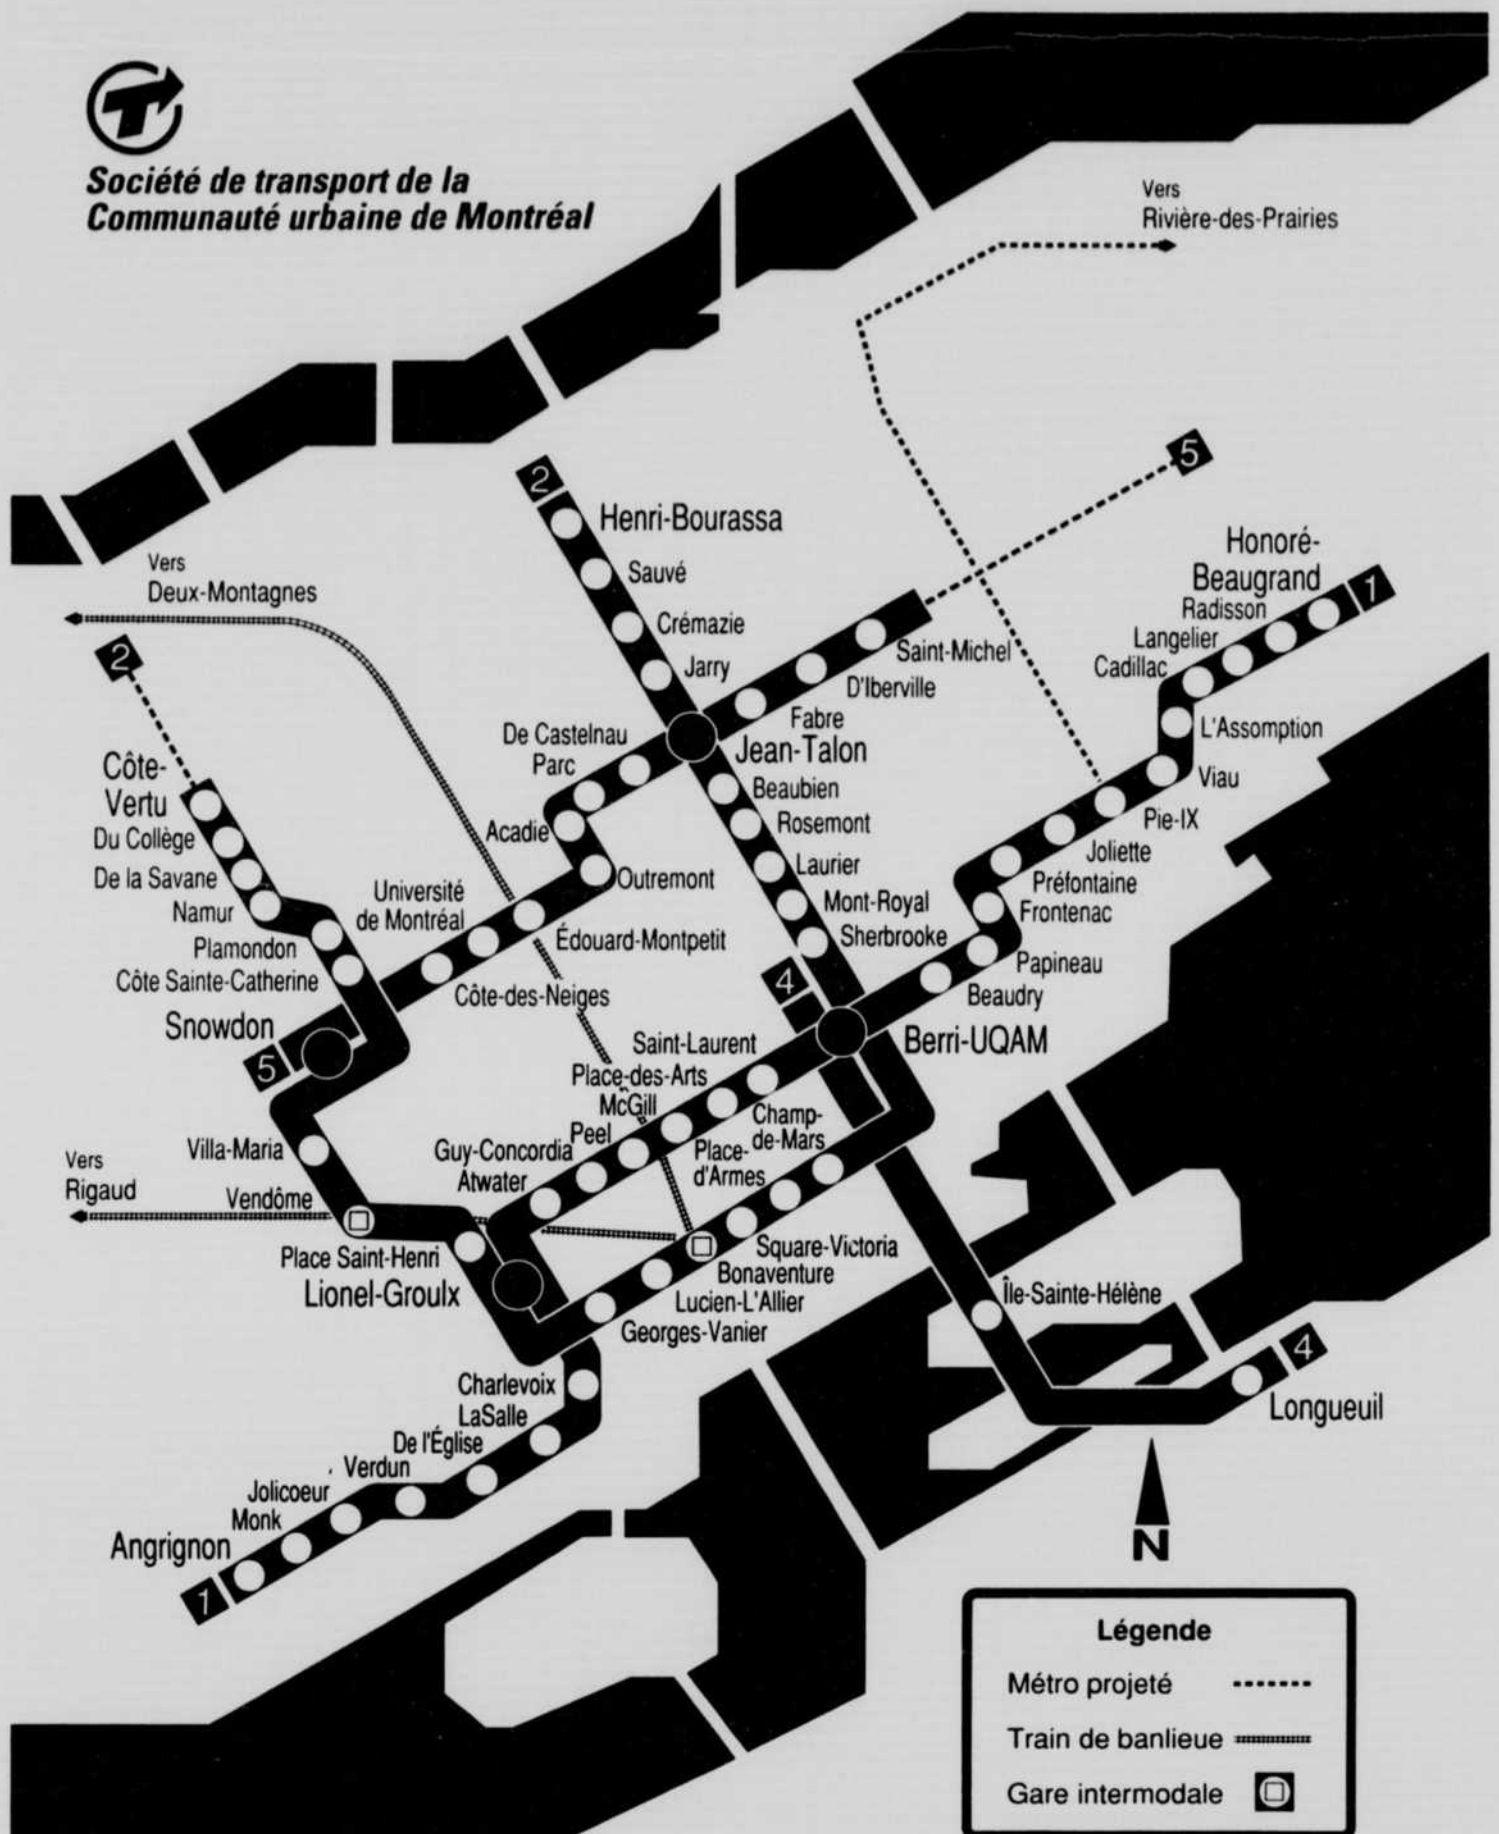 Société de transport de la
Communauté urbaine de Montréal
Vers
Rivière-des-Prairies
2
Henri-Bourassa
Sauvé
Crémazie
Jarry
5
Honoré-
Beaugrand
1
Radisson
Langelier
Cadillac
L'Assomption
Viau
Pie-IX
Joliette
Préfontaine
Frontenac
Papineau
Beaudry
Vers
Deux-Montagnes
2
Côte-
Vertu
Du Collège
De la Savane
Namur
Plamondon
Côte Sainte-Catherine
Snowdon
5
Saint-Michel
D'Iberville
Fabre
Jean-Talon
De Castelnau
Parc
Acadie
Outremont
Université
de Montréal
Édouard-Montpetit
Côte-des-Neiges
Beaubien
Rosemont
Laurier
Mont-Royal
Sherbrooke
4
Berri-UQAM
Saint-Laurent
Place-des-Arts
McGill
Peel
Guy-Concordia
Atwater
Champ-
de-Mars
Place-
d'Armes
Square-Victoria
Bonaventure
Lucien-L'Allier
Georges-Vanier
Villa-Maria
Vers
Rigaud
Vendôme
Place Saint-Henri
Lionel-Groulx
Île-Sainte-Hélène
4
Longueuil
Charlevoix
LaSalle
De l'Église
Verdun
Jolicoeur
Monk
Angrignon
1
N
Légende
Métro projeté
Train de banlieue
Gare intermodale